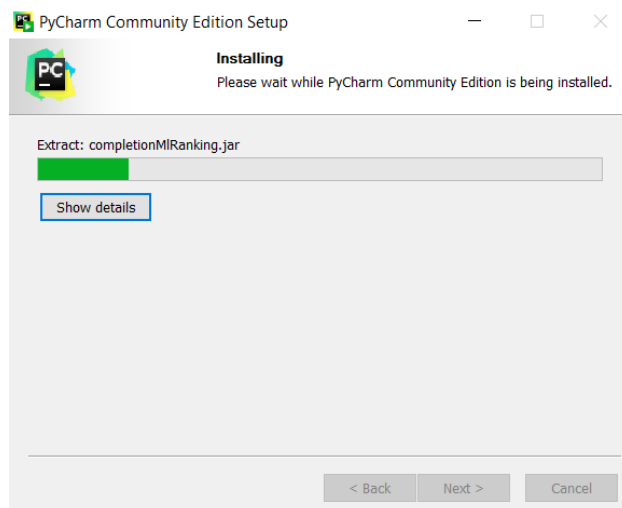 PyCharm Community Edition Setup
PC
Installing
Please wait while PyCharm Community Edition is being installed.
Extract: completionMlRanking.jar
Show details
< Back
Next >
Cancel